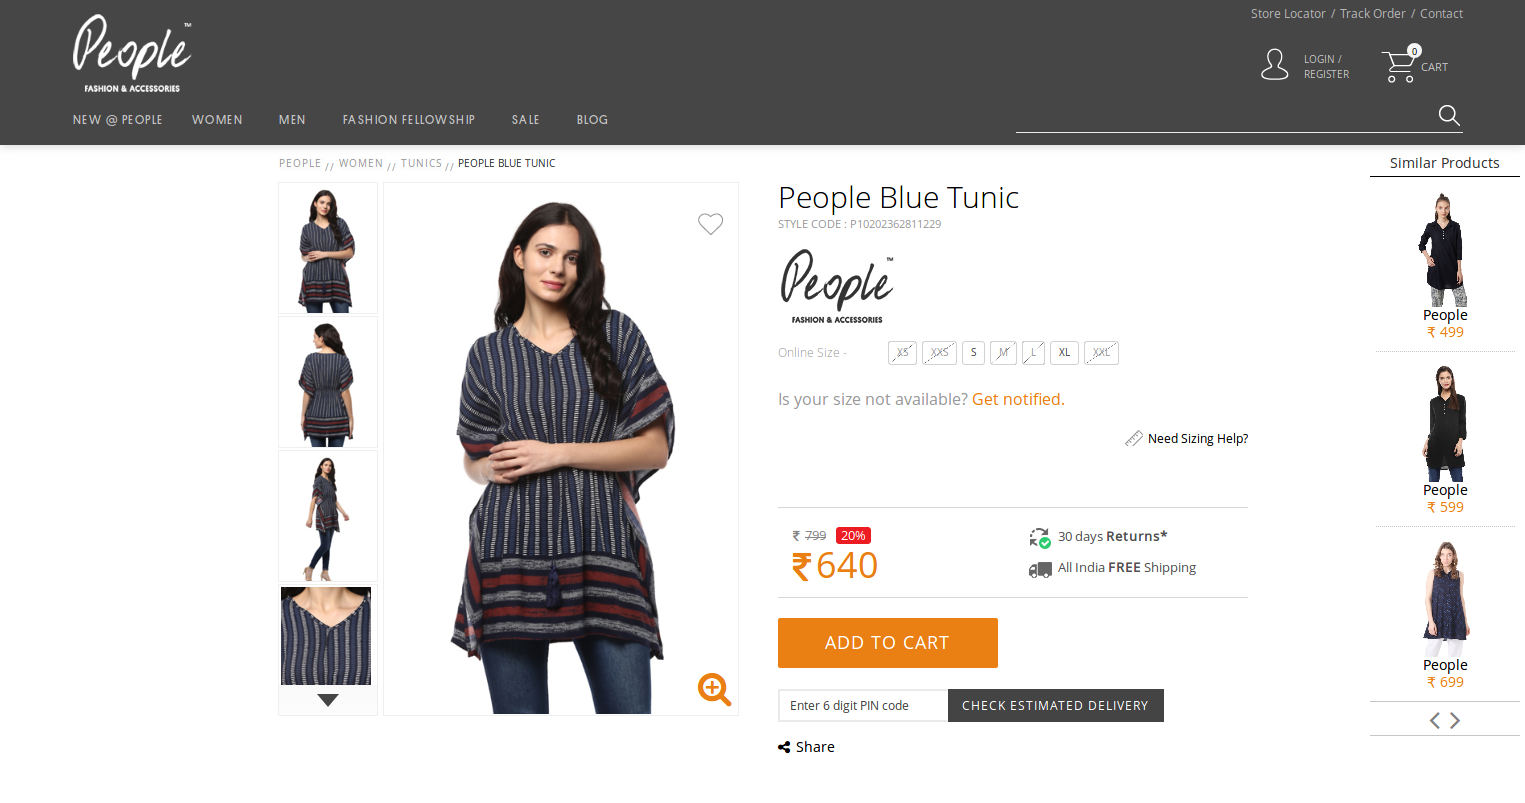 People™
FASHION & ACCESSORIES
Store Locator / Track Order / Contact
LOGIN /
REGISTER
0
CART
NEW @ PEOPLE WOMEN MEN FASHION FELLOWSHIP SALE BLOG
PEOPLE // WOMEN // TUNICS // PEOPLE BLUE TUNIC
People Blue Tunic
STYLE CODE : P10202362811229
People™
FASHION & ACCESSORIES
Online Size - XS XXS S M L XL XXL
Is your size not available? Get notified.
Need Sizing Help?
₹ 799 20%
₹640
30 days Returns*
All India FREE Shipping
ADD TO CART
Enter 6 digit PIN code CHECK ESTIMATED DELIVERY
Share
Similar Products
People
₹ 499
People
₹ 599
People
₹ 699